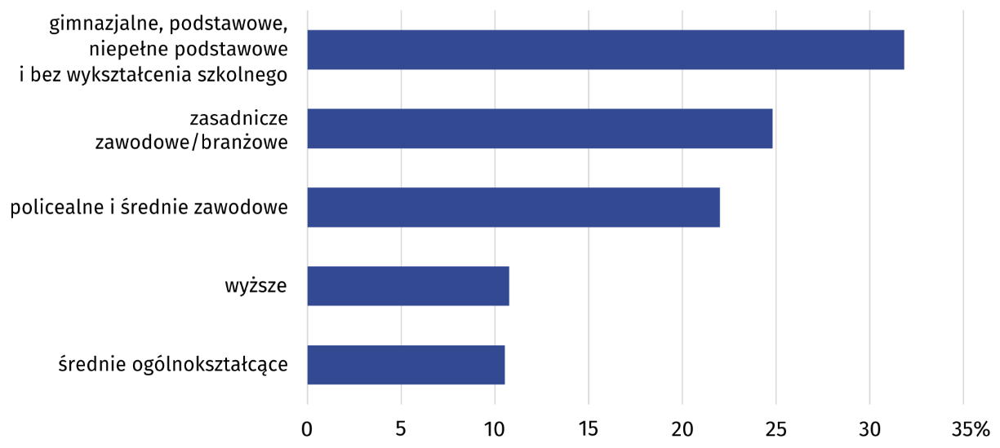 gimnazjalne, podstawowe,
niepełne podstawowe
i bez wykształcenia szkolnego
zasadnicze
zawodowe/branżowe
policealne i średnie zawodowe
wyższe
średnie ogólnokształcące
0 5 10 15 20 25 30 35%